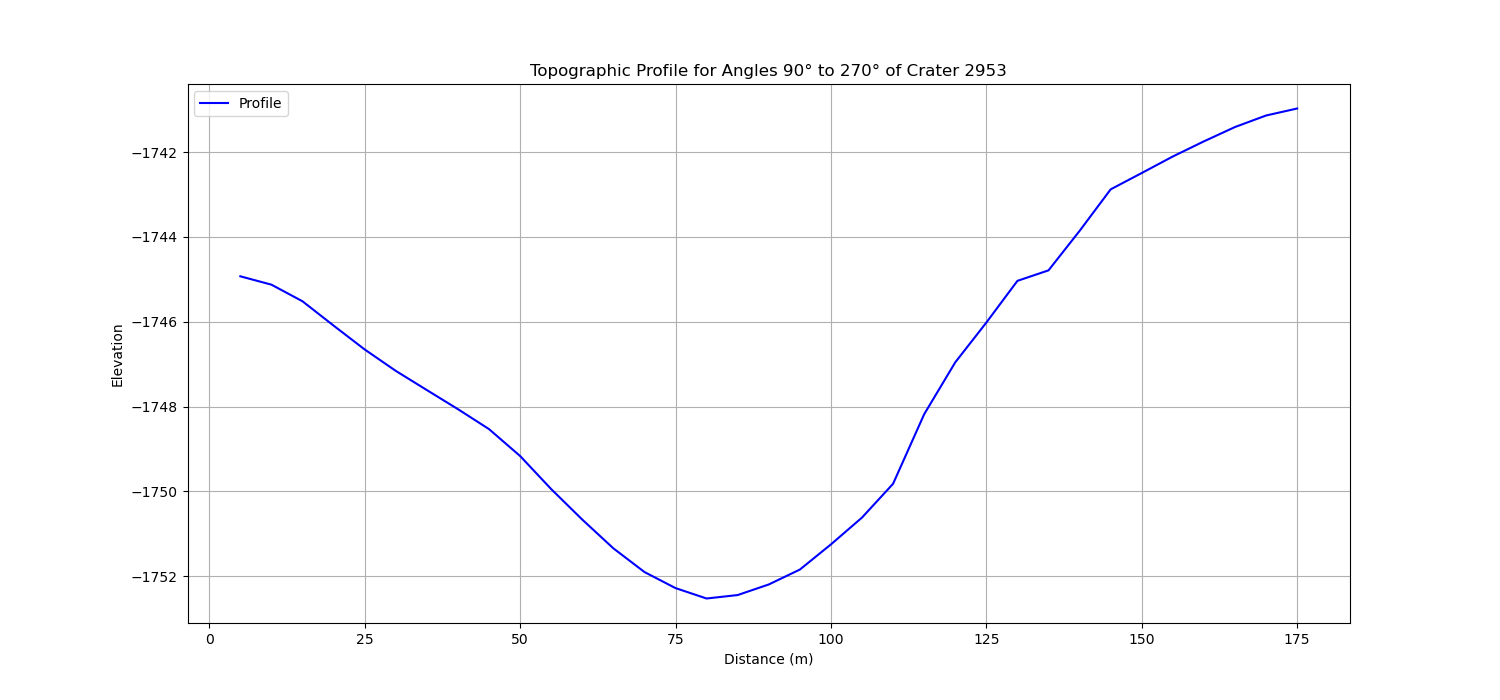 Topographic Profile for Angles 90° to 270° of Crater 2953
Profile
−1742
−1744
−1746
−1748
−1750
−1752
Elevation
0 25 50 75 100 125 150 175
Distance (m)